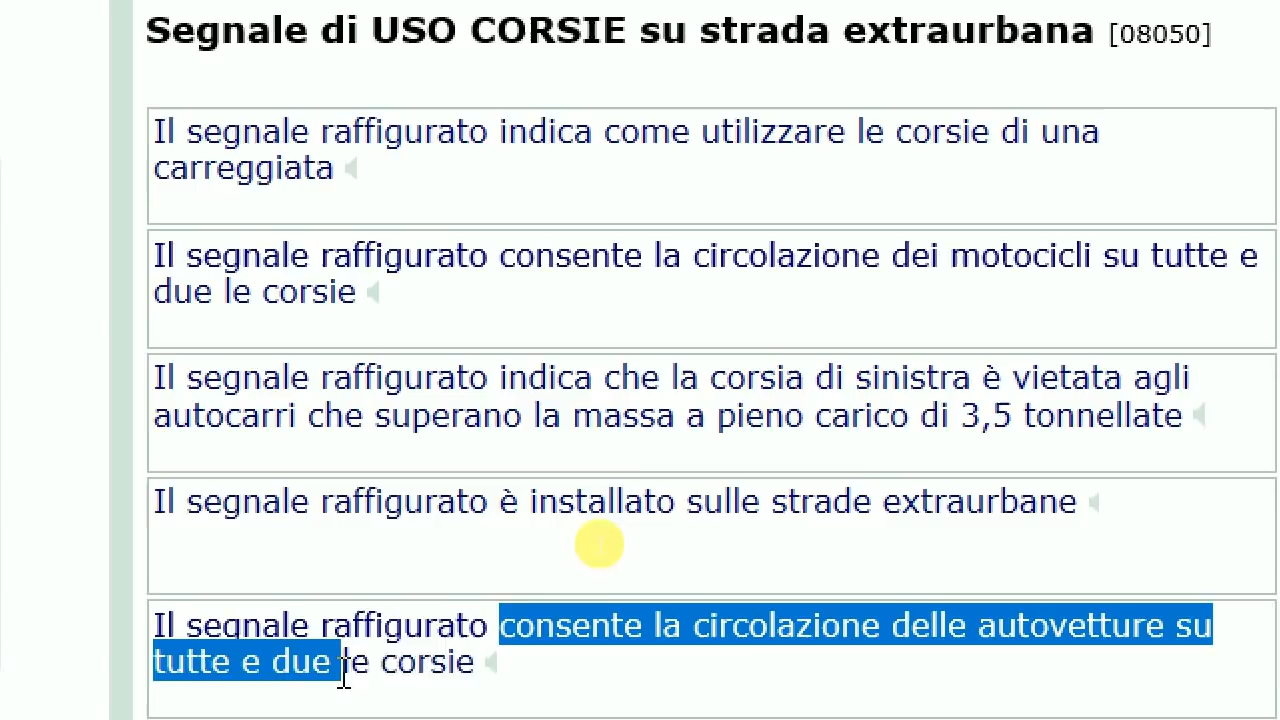 Segnale di USO CORSIE su strada extraurbana [08050]
Il segnale raffigurato indica come utilizzare le corsie di una
carreggiata
Il segnale raffigurato consente la circolazione dei motocicli su tutte e
due le corsie
Il segnale raffigurato indica che la corsia di sinistra è vietata agli
autocarri che superano la massa a pieno carico di 3,5 tonnellate
Il segnale raffigurato è installato sulle strade extraurbane
Il segnale raffigurato consente la circolazione delle autovetture su
tutte e due le corsie